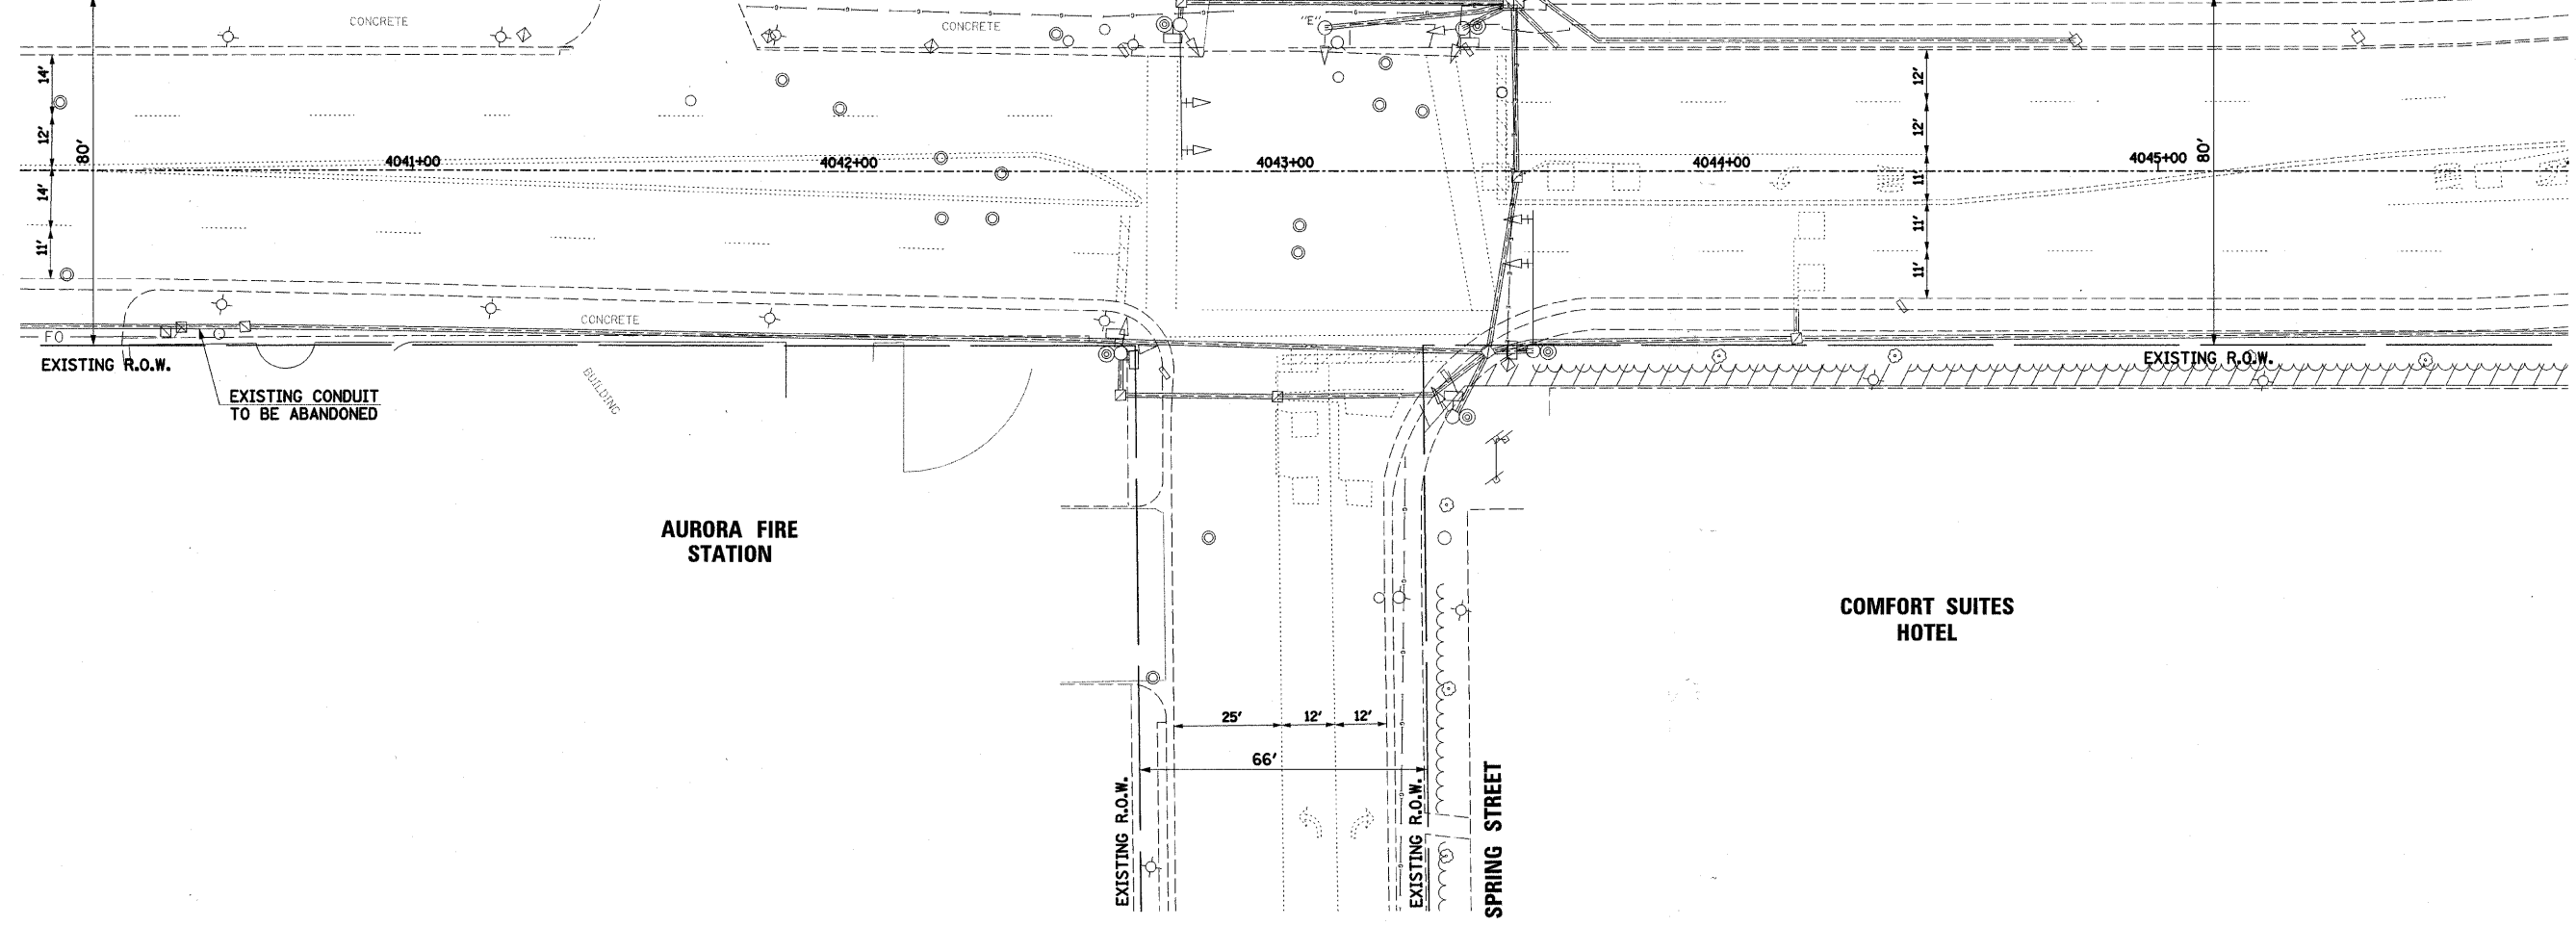 CONCRETE
CONCRETE
"E"
14'
12'
80'
14'
11'
12'
12'
11'
11'
11'
80'
4041+00
4042+00
4043+00
4044+00
4045+00
CONCRETE
FO
EXISTING R.O.W.
EXISTING R.O.W.
EXISTING CONDUIT
TO BE ABANDONED
BUILDING
AURORA FIRE
STATION
COMFORT SUITES
HOTEL
25'
12'
12'
66'
EXISTING R.O.W.
EXISTING R.O.W.
SPRING STREET